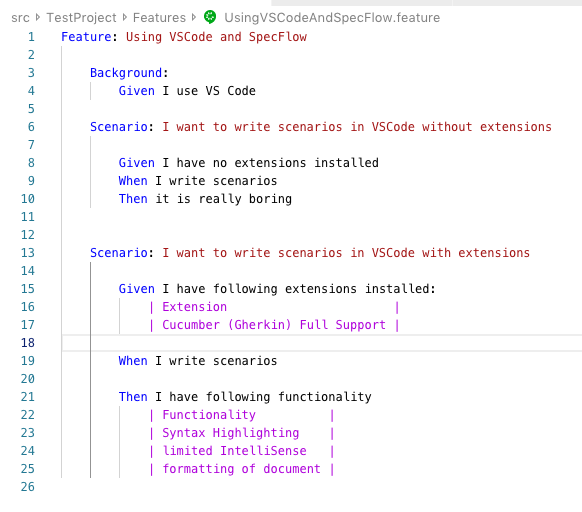 src TestProject Features UsingVSCodeAndSpecFlow.feature
1 Feature: Using VSCode and SpecFlow
2
3 Background:
4 Given I use VS Code
5
6 Scenario: I want to write scenarios in VSCode without extensions
7
8 Given I have no extensions installed
9 When I write scenarios
10 Then it is really boring
11
12
13 Scenario: I want to write scenarios in VSCode with extensions
14
15 Given I have following extensions installed:
16 | Extension |
17 | Cucumber (Gherkin) Full Support |
18
19 When I write scenarios
20
21 Then I have following functionality
22 | Functionality |
23 | Syntax Highlighting |
24 | limited IntelliSense |
25 | formatting of document |
26